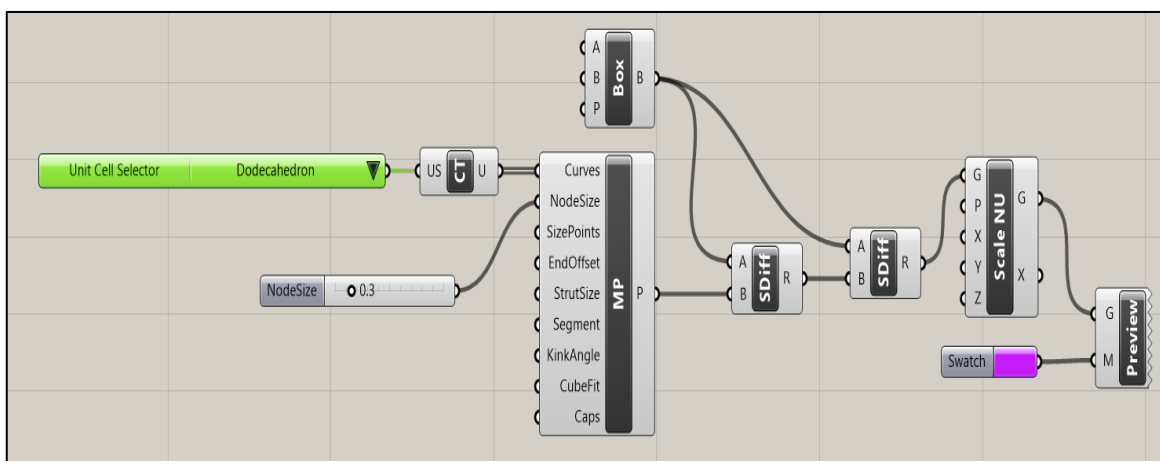 A
B
P
Box
B
Unit Cell Selector Dodecahedron
US
CT
U
Curves
NodeSize
SizePoints
EndOffset
StrutSize
Segment
KinkAngle
CubeFit
Caps
MP
P
NodeSize 0.3
A
B
SDiff
R
A
B
SDiff
R
G
P
X
Y
Z
Scale NU
G
X
Swatch
G
M
Preview